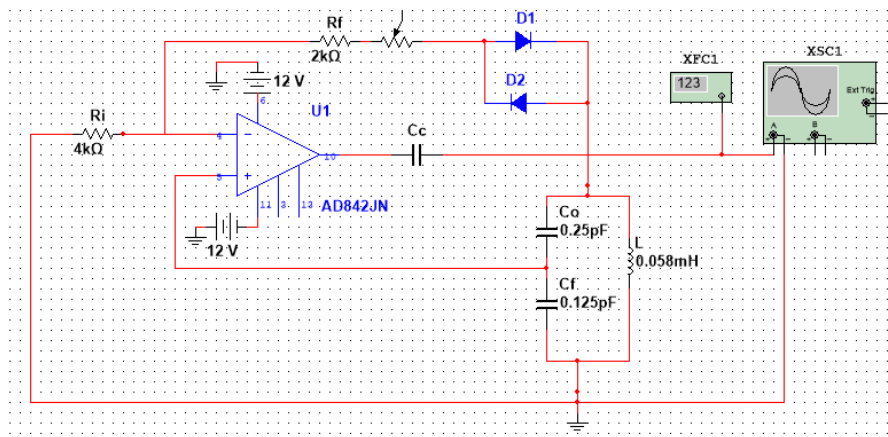 Rf
2kΩ
D1
D2
XFC1
123
XSC1
Ext Trig
+
-
A
B
+ -
+ -
12 V
6
U1
Ri
4kΩ
4
-
5
+
10
Cc
11
3
13
AD842JN
12 V
Co
0.25pF
L
0.058mH
Cf
0.125pF